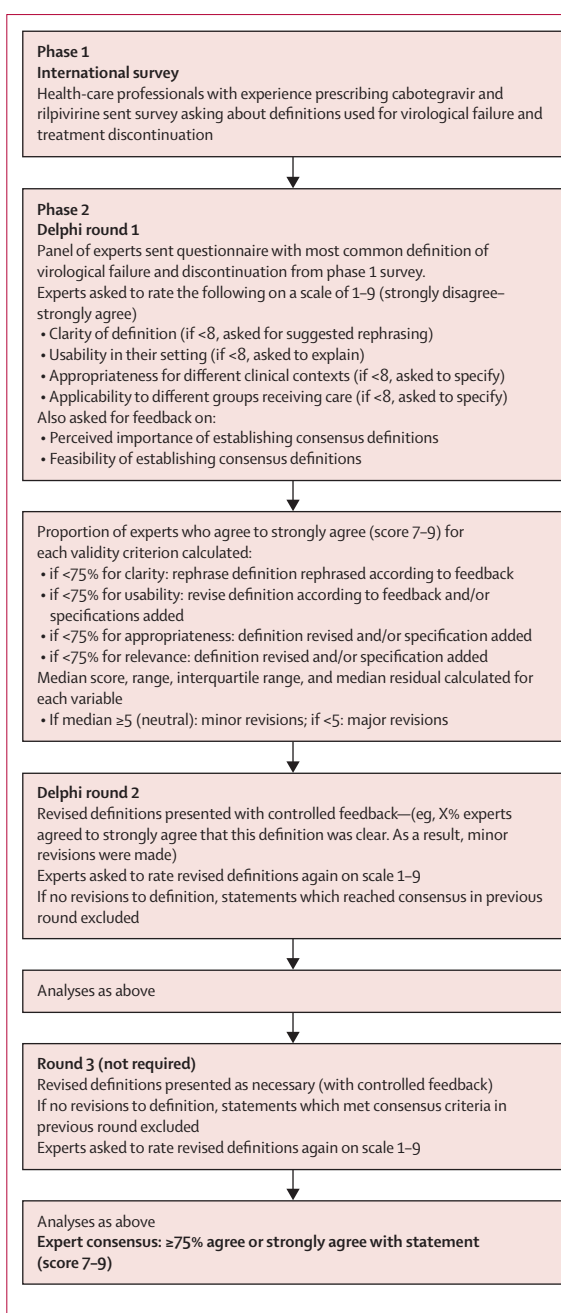 Phase 1
International survey
Health-care professionals with experience prescribing cabotegravir and
rilpivirine sent survey asking about definitions used for virological failure and
treatment discontinuation
Phase 2
Delphi round 1
Panel of experts sent questionnaire with most common definition of
virological failure and discontinuation from phase 1 survey.
Experts asked to rate the following on a scale of 1–9 (strongly disagree–
strongly agree)
• Clarity of definition (if <8, asked for suggested rephrasing)
• Usability in their setting (if <8, asked to explain)
• Appropriateness for different clinical contexts (if <8, asked to specify)
• Applicability to different groups receiving care (if <8, asked to specify)
Also asked for feedback on:
• Perceived importance of establishing consensus definitions
• Feasibility of establishing consensus definitions
Proportion of experts who agree to strongly agree (score 7–9) for
each validity criterion calculated:
• if <75% for clarity: rephrase definition rephrased according to feedback
• if <75% for usability: revise definition according to feedback and/or
specifications added
• if <75% for appropriateness: definition revised and/or specification added
• if <75% for relevance: definition revised and/or specification added
Median score, range, interquartile range, and median residual calculated for
each variable
• If median ≥5 (neutral): minor revisions; if <5: major revisions
Delphi round 2
Revised definitions presented with controlled feedback—(eg, X% experts
agreed to strongly agree that this definition was clear. As a result, minor
revisions were made)
Experts asked to rate revised definitions again on scale 1–9
If no revisions to definition, statements which reached consensus in previous
round excluded
Analyses as above
Round 3 (not required)
Revised definitions presented as necessary (with controlled feedback)
If no revisions to definition, statements which met consensus criteria in
previous round excluded
Experts asked to rate revised definitions again on scale 1–9
Analyses as above
Expert consensus: ≥75% agree or strongly agree with statement
(score 7–9)